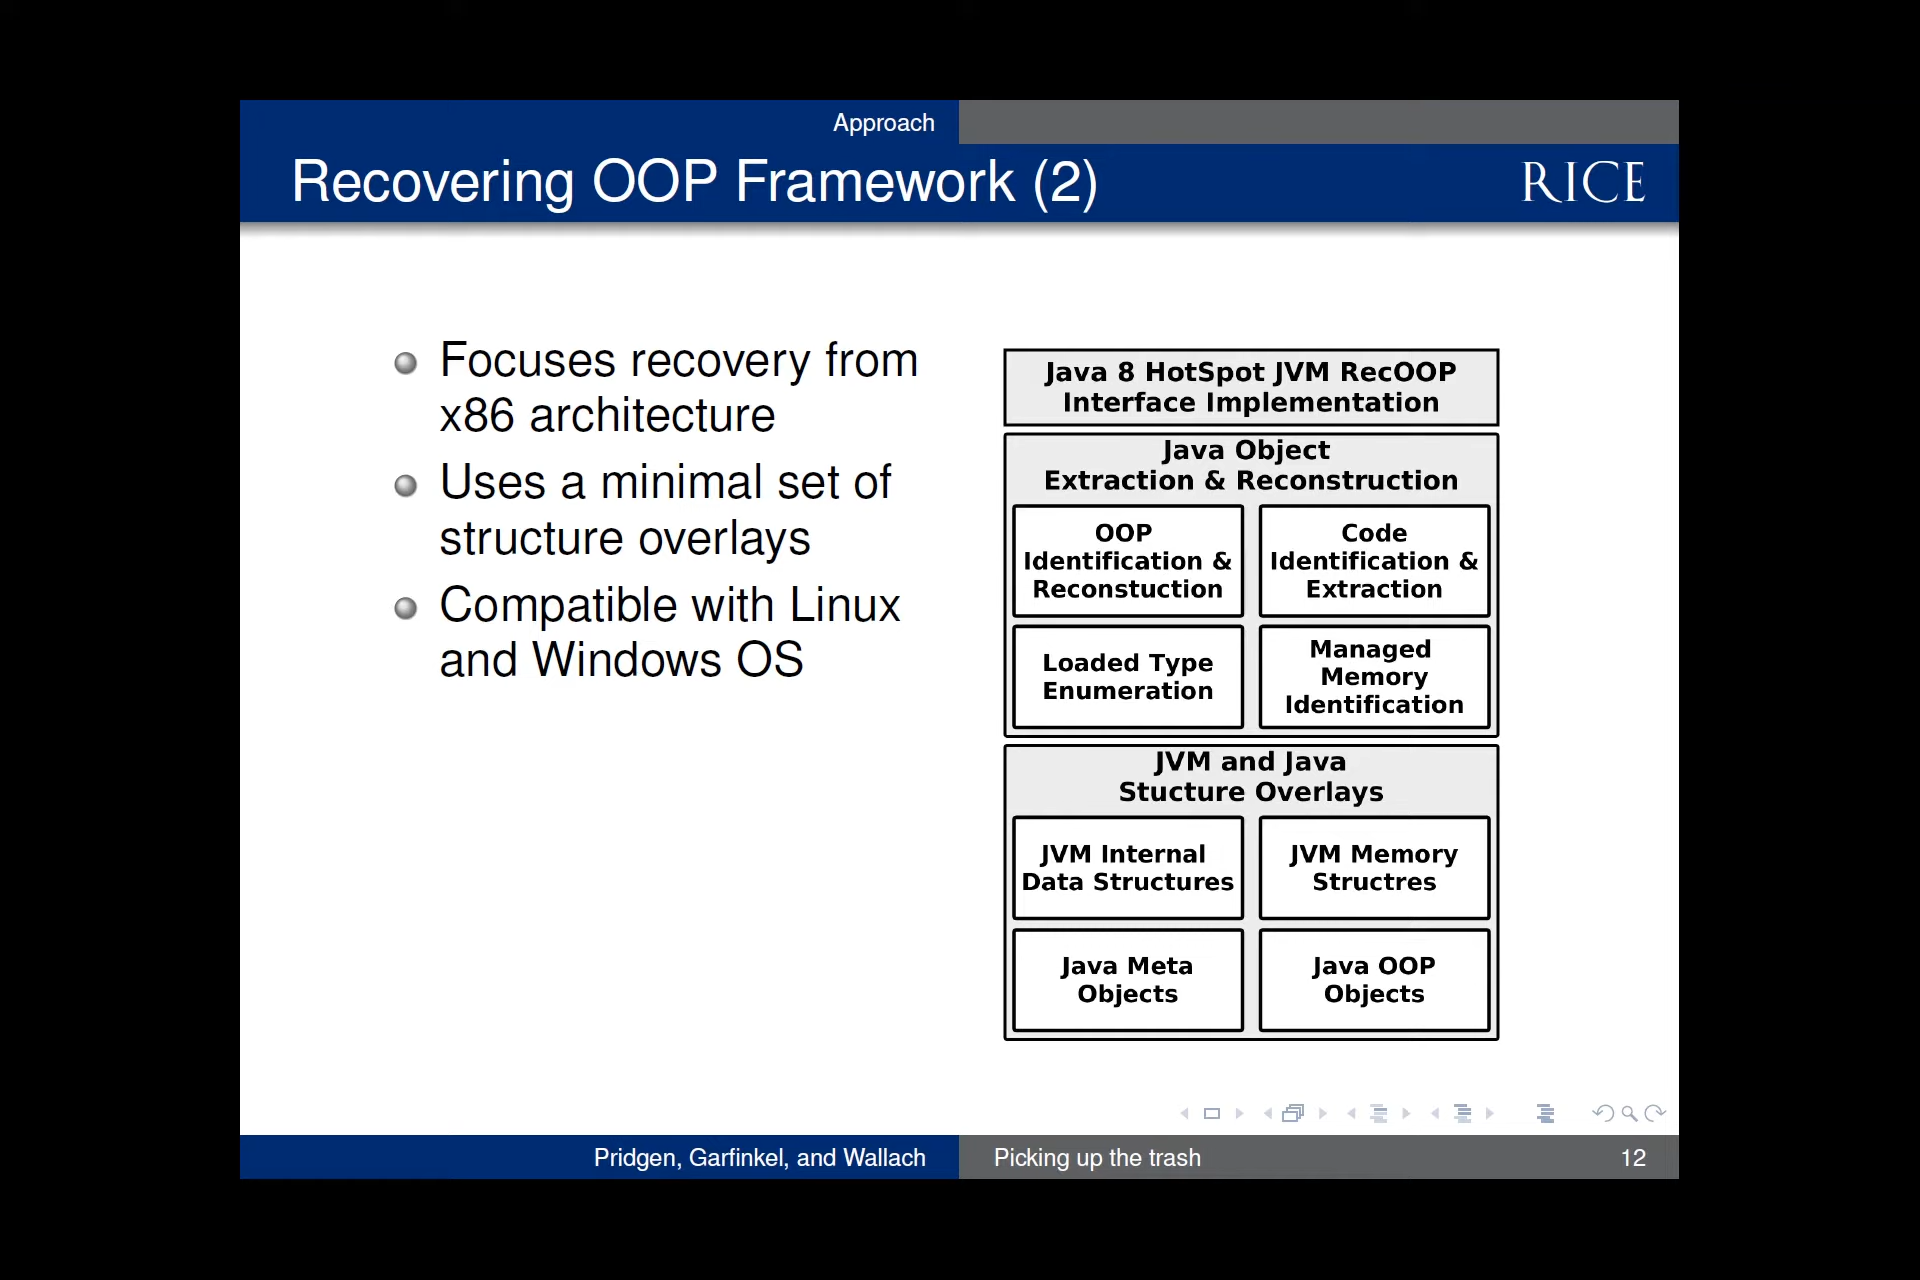 Approach
Recovering OOP Framework (2)
RICE
Focuses recovery from
x86 architecture
Uses a minimal set of
structure overlays
Compatible with Linux
and Windows OS
Java 8 HotSpot JVM RecOOP
Interface Implementation
Java Object
Extraction & Reconstruction
OOP
Identification &
Reconstuction
Code
Identification &
Extraction
Loaded Type
Enumeration
Managed
Memory
Identification
JVM and Java
Stucture Overlays
JVM Internal
Data Structures
JVM Memory
Structres
Java Meta
Objects
Java OOP
Objects
Pridgen, Garfinkel, and Wallach
Picking up the trash
12